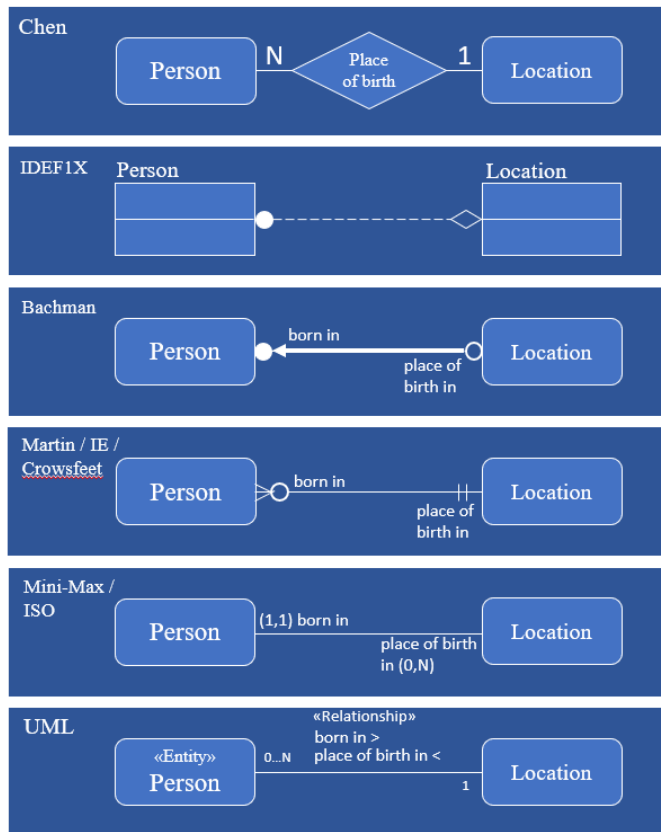 Chen
Person
N
Place
of birth
1
Location
IDEF1X
Person
Location
Bachman
Person
born in
place of
birth in
Location
Martin / IE /
Crowsfeet
Person
born in
place of
birth in
Location
Mini-Max /
ISO
Person
(1,1) born in
place of birth
in (0,N)
Location
UML
«Entity»
Person
0...N
«Relationship»
born in >
place of birth in <
1
Location